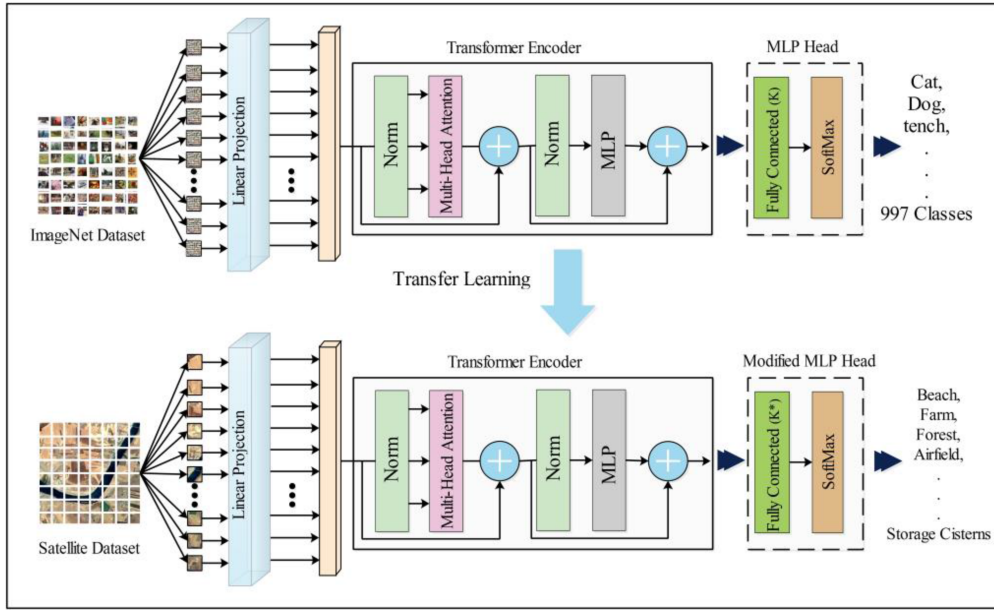 Transformer Encoder
MLP Head
Linear Projection
Norm
Multi-Head Attention
Norm
MLP
Fully Connected (K)
SoftMax
Cat,
Dog,
tench,
.
.
.
997 Classes
ImageNet Dataset
Transfer Learning
Transformer Encoder
Modified MLP Head
Linear Projection
Norm
Multi-Head Attention
Norm
MLP
Fully Connected (K*)
SoftMax
Beach,
Farm,
Forest,
Airfield,
.
.
.
Storage Cisterns
Satellite Dataset